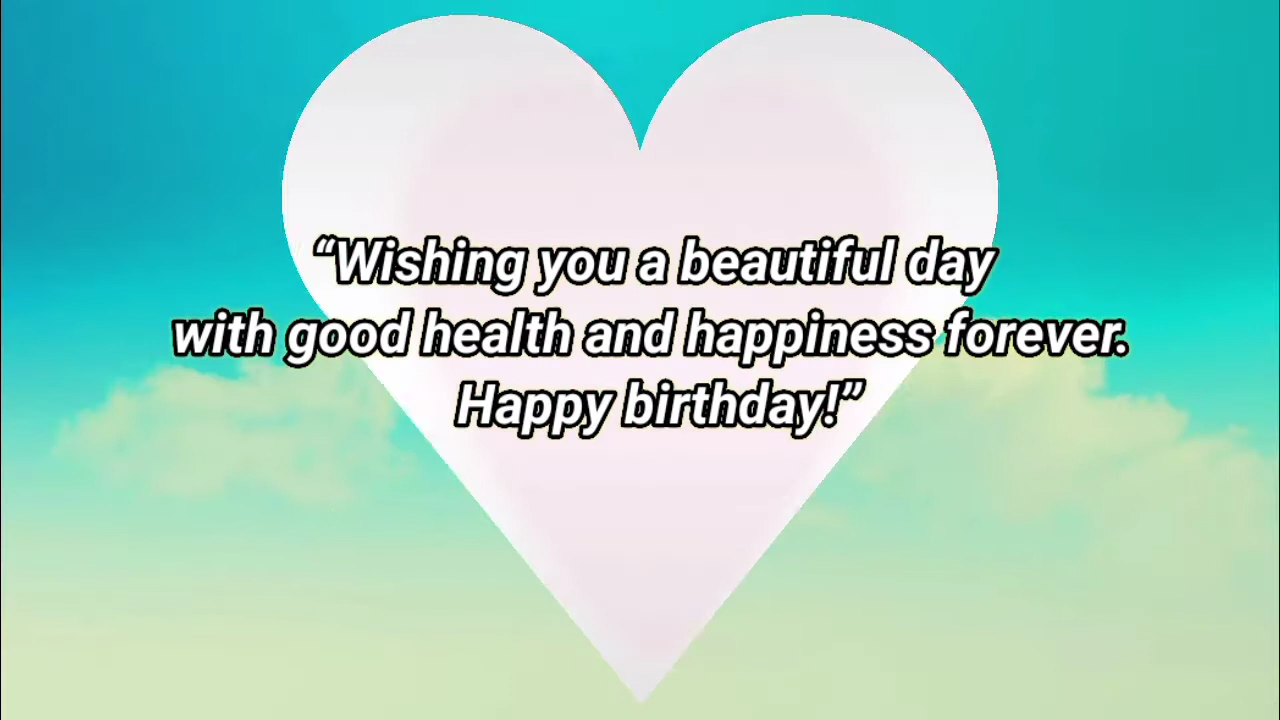 “Wishing you a beautiful day
with good health and happiness forever.
Happy birthday!”